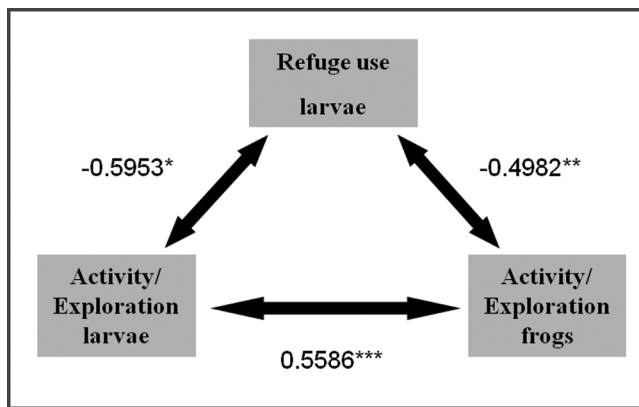 Refuge use
larvae
-0.5953*
-0.4982**
Activity/
Exploration
larvae
Activity/
Exploration
frogs
0.5586***